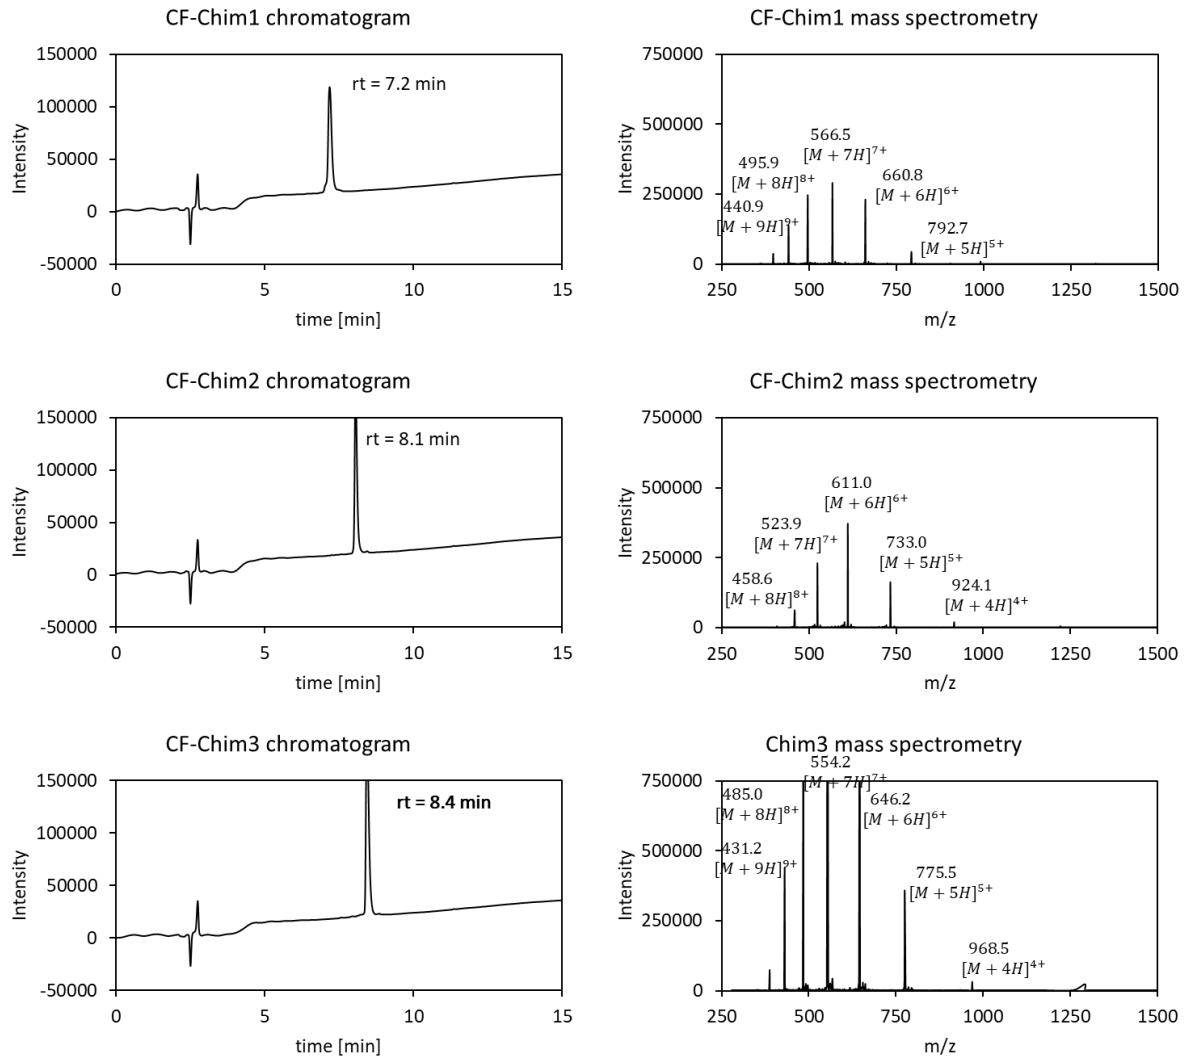 CF-Chim1 chromatogram
150000
100000
50000
0
-50000
Intensity
rt = 7.2 min
0 5 10 15
time [min]
CF-Chim1 mass spectrometry
750000
500000
250000
0
Intensity
566.5
[M + 7H]⁷⁺
495.9
[M + 8H]⁸⁺
660.8
[M + 6H]⁶⁺
440.9
[M + 9H]⁹⁺
792.7
[M + 5H]⁵⁺
250 500 750 1000 1250 1500
m/z
CF-Chim2 chromatogram
150000
100000
50000
0
-50000
Intensity
rt = 8.1 min
0 5 10 15
time [min]
CF-Chim2 mass spectrometry
750000
500000
250000
0
Intensity
611.0
[M + 6H]⁶⁺
523.9
[M + 7H]⁷⁺
733.0
[M + 5H]⁵⁺
458.6
[M + 8H]⁸⁺
924.1
[M + 4H]⁴⁺
250 500 750 1000 1250 1500
m/z
CF-Chim3 chromatogram
150000
100000
50000
0
-50000
Intensity
rt = 8.4 min
0 5 10 15
time [min]
Chim3 mass spectrometry
750000
500000
250000
0
Intensity
554.2
[M + 7H]⁷⁺
485.0
[M + 8H]⁸⁺
646.2
[M + 6H]⁶⁺
431.2
[M + 9H]⁹⁺
775.5
[M + 5H]⁵⁺
968.5
[M + 4H]⁴⁺
250 500 750 1000 1250 1500
m/z